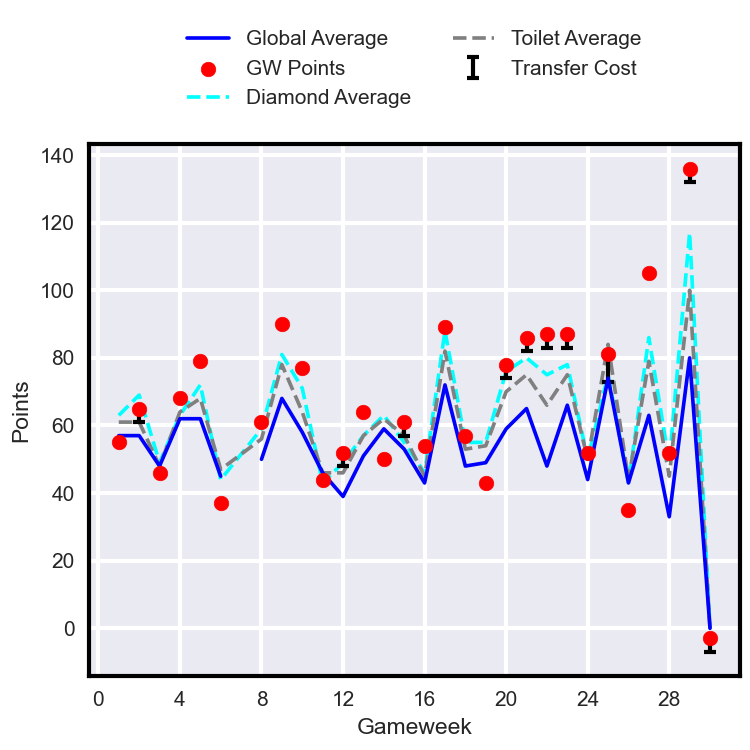 Global Average
GW Points
Diamond Average
Toilet Average
Transfer Cost
140
120
100
80
60
40
20
0
Points
0 4 8 12 16 20 24 28
Gameweek